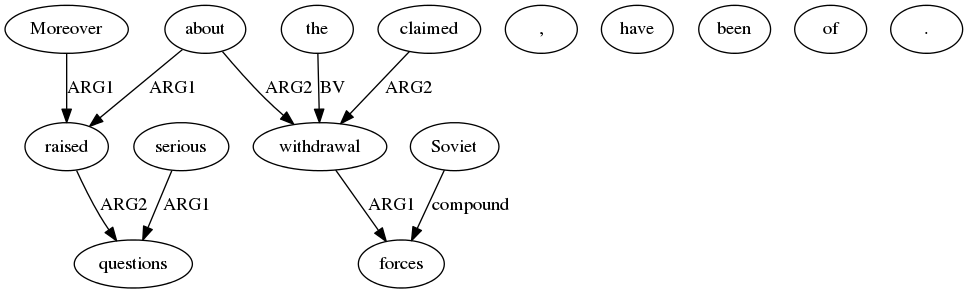 Moreover about the claimed , have been of .
ARG1 ARG1 ARG2 BV ARG2
raised serious withdrawal Soviet
ARG2 ARG1 ARG1 compound
questions forces